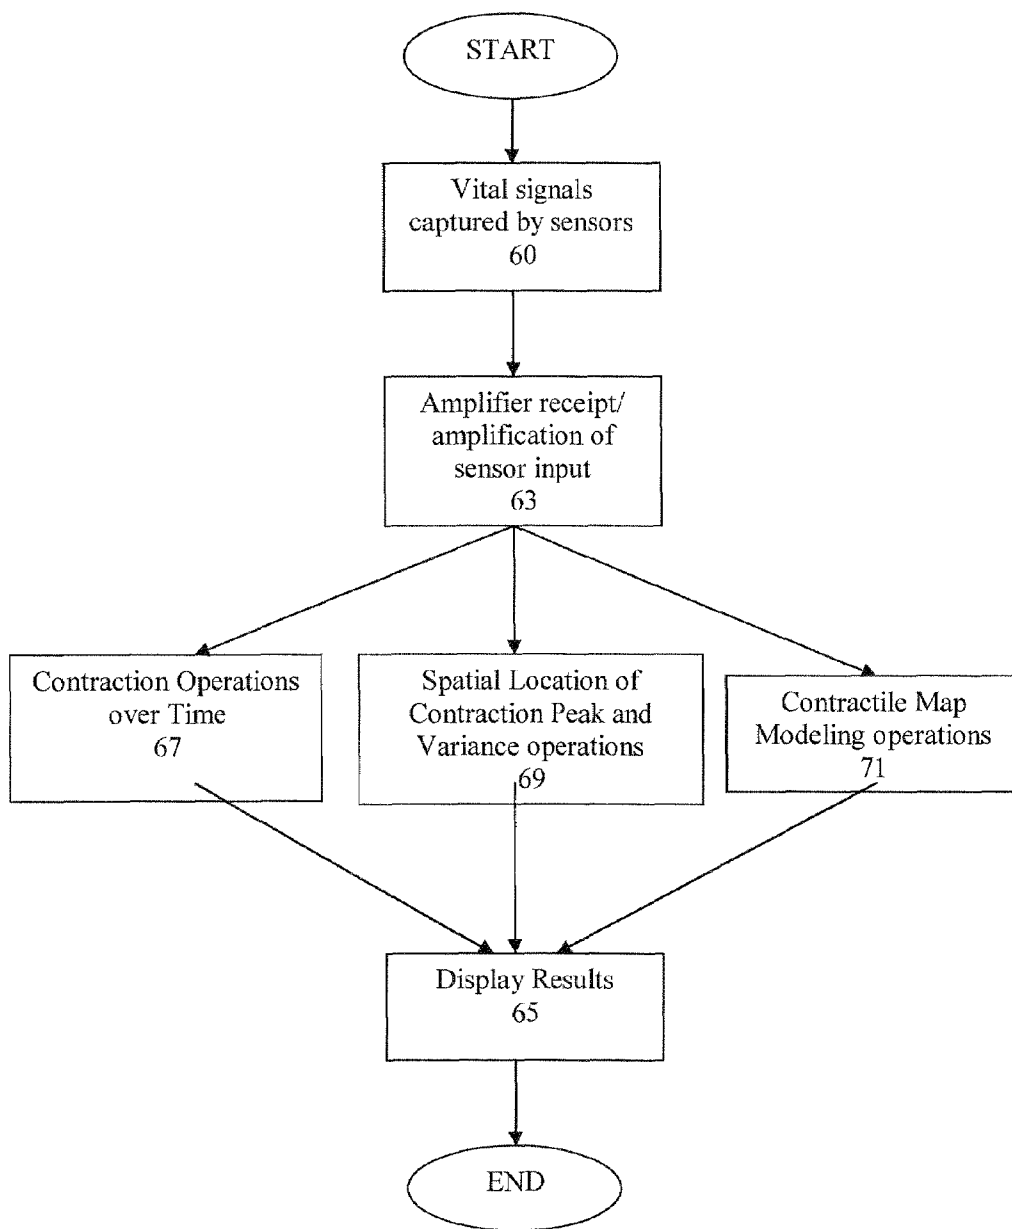 START
Vital signals
captured by sensors
60
Amplifier receipt/
amplification of
sensor input
63
Contraction Operations
over Time
67
Spatial Location of
Contraction Peak and
Variance operations
69
Contractile Map
Modeling operations
71
Display Results
65
END